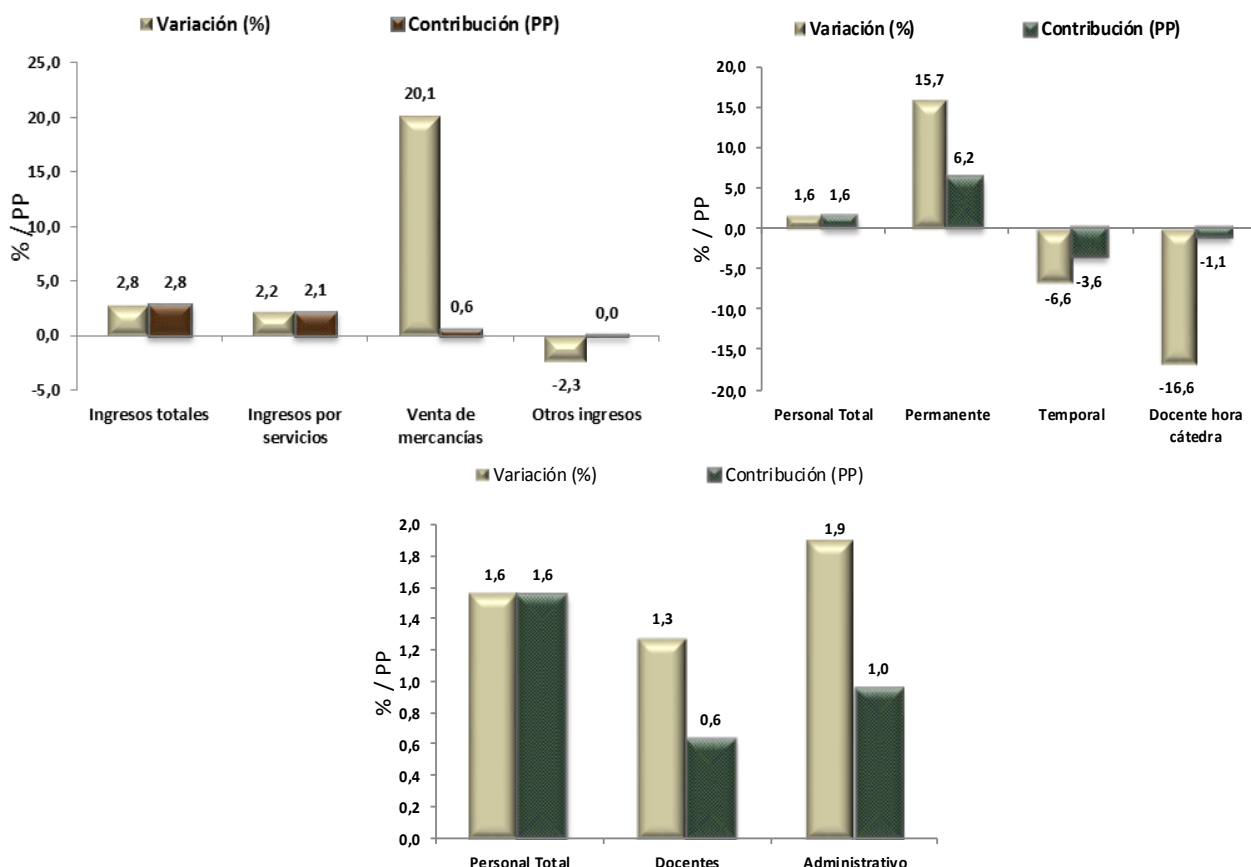 Variación (%) Contribución (PP)
25,0
20,0
15,0
10,0
5,0
0,0
-5,0
% / PP
2,8 2,8
2,2 2,1
20,1
0,6
-2,3
0,0
Ingresos totales
Ingresos por
servicios
Venta de
mercancías
Otros ingresos
Variación (%) Contribución (PP)
20,0
15,0
10,0
5,0
0,0
-5,0
-10,0
-15,0
-20,0
% / PP
1,6 1,6
15,7
6,2
-6,6
-3,6
-16,6
-1,1
Personal Total
Permanente
Temporal
Docente hora
cátedra
Variación (%) Contribución (PP)
2,0
1,8
1,6
1,4
1,2
1,0
0,8
0,6
0,4
0,2
0,0
% / PP
1,6 1,6
1,3
0,6
1,9
1,0
Personal Total
Docentes
Administrativo